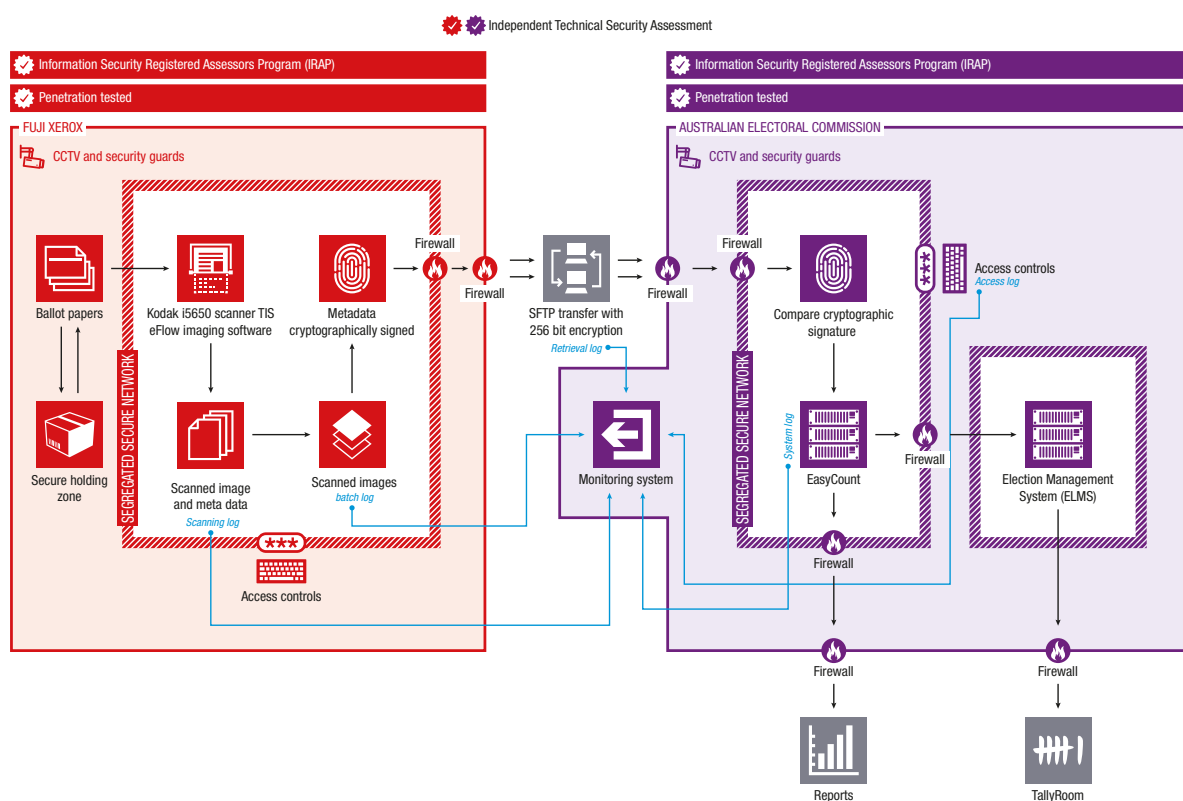 Independent Technical Security Assessment
Information Security Registered Assessors Program (IRAP)
Penetration tested
FUJI XEROX
CCTV and security guards
Ballot papers
Secure holding
zone
SEGREGATED SECURE NETWORK
Kodak i5650 scanner TIS
eFlow imaging software
Metadata
cryptographically signed
Scanned image
and meta data
Scanning log
Scanned images
batch log
***
Access controls
Firewall
Firewall
SFTP transfer with
256 bit encryption
Retrieval log
Monitoring system
Information Security Registered Assessors Program (IRAP)
Penetration tested
AUSTRALIAN ELECTORAL COMMISSION
CCTV and security guards
Firewall
Firewall
SEGREGATED SECURE NETWORK
Compare cryptographic
signature
System log
EasyCount
***
Access controls
Access log
Firewall
Firewall
Election Management
System (ELMS)
Firewall
Firewall
Reports
TallyRoom